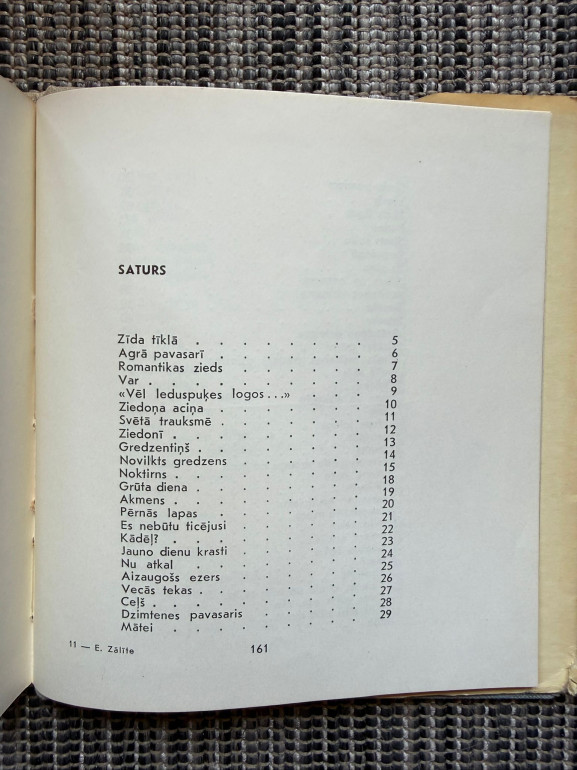 SATURS
Zīda tīklā . . . . . . . 5
Agrā pavasarī . . . . . . 6
Romantikas zieds . . . . . . 7
Var . . . . . . . . 8
«Vēl leduspuķes logos...» . . . . 9
Ziedoņa aciņa . . . . . . 10
Svētā trauksmē . . . . . . 11
Ziedonī . . . . . . . 12
Gredzentiņš . . . . . . . 13
Novilkts gredzens . . . . . . 14
Noktirns . . . . . . . 15
Grūta diena . . . . . . . 18
Akmens . . . . . . . 19
Pērnās lapas . . . . . . 20
Es nebūtu ticējusi . . . . . . 21
Kādēļ? . . . . . . . 22
Jauno dienu krasti . . . . . . 23
Nu atkal . . . . . . . 24
Aizaugošs ezers . . . . . . 25
Vecās tekas . . . . . . . 26
Ceļš . . . . . . . . 27
Dzimtenes pavasaris . . . . . 28
Mātei . . . . . . . 29
11 — E. Zālīte 161